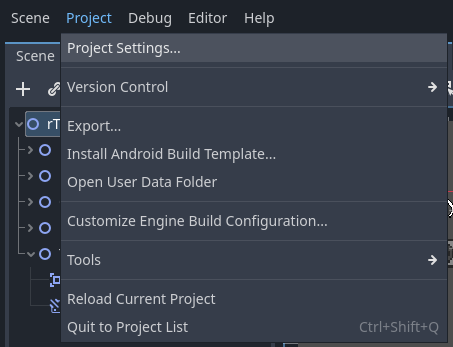 Scene Project Debug Editor Help
Scene
Project Settings...
Version Control
rT
Export...
Install Android Build Template...
Open User Data Folder
Customize Engine Build Configuration...
Tools
Reload Current Project
Quit to Project List Ctrl+Shift+Q